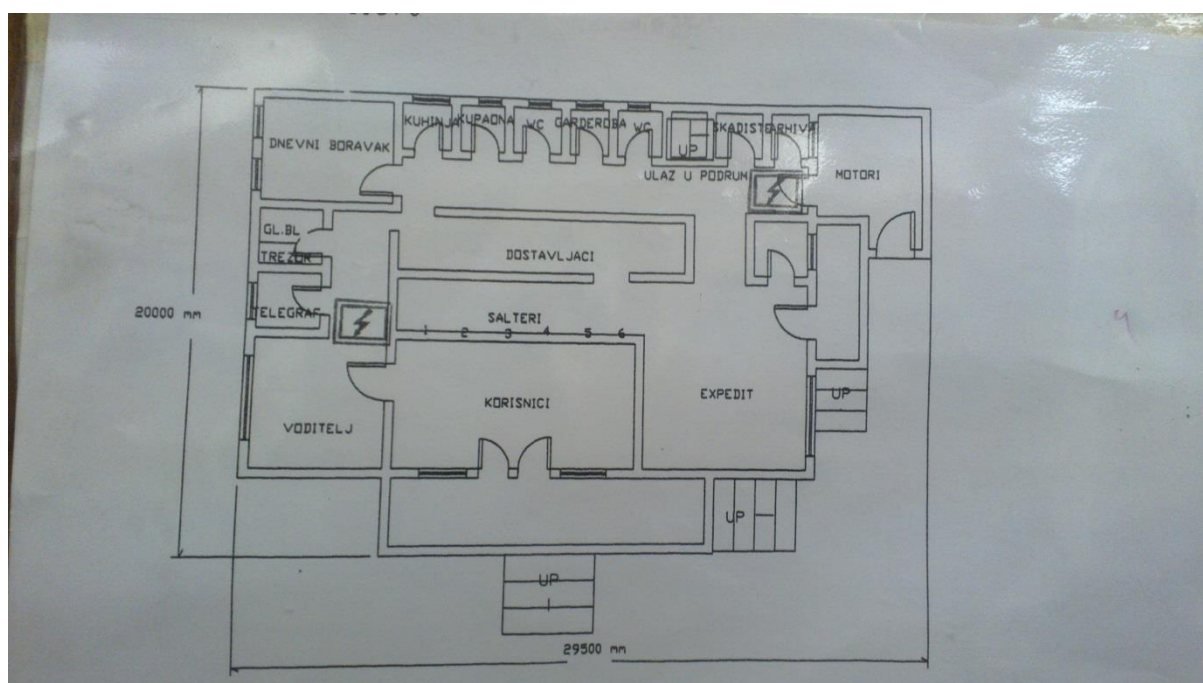 KUHINJA KUPAONA WC GARDEROBA WC SKADISTE ARHIVA
DNEVNI BORAVAK
UP
ULAZ U PODRUM
MOTORI
GL.BL
TREZOR
DOSTAVLJACI
TELEGRAF
20000 mm
SALTERI
1 2 3 4 5 6
VODITELJ
KORISNICI
EXPEDIT
UP
UP
UP
29500 mm